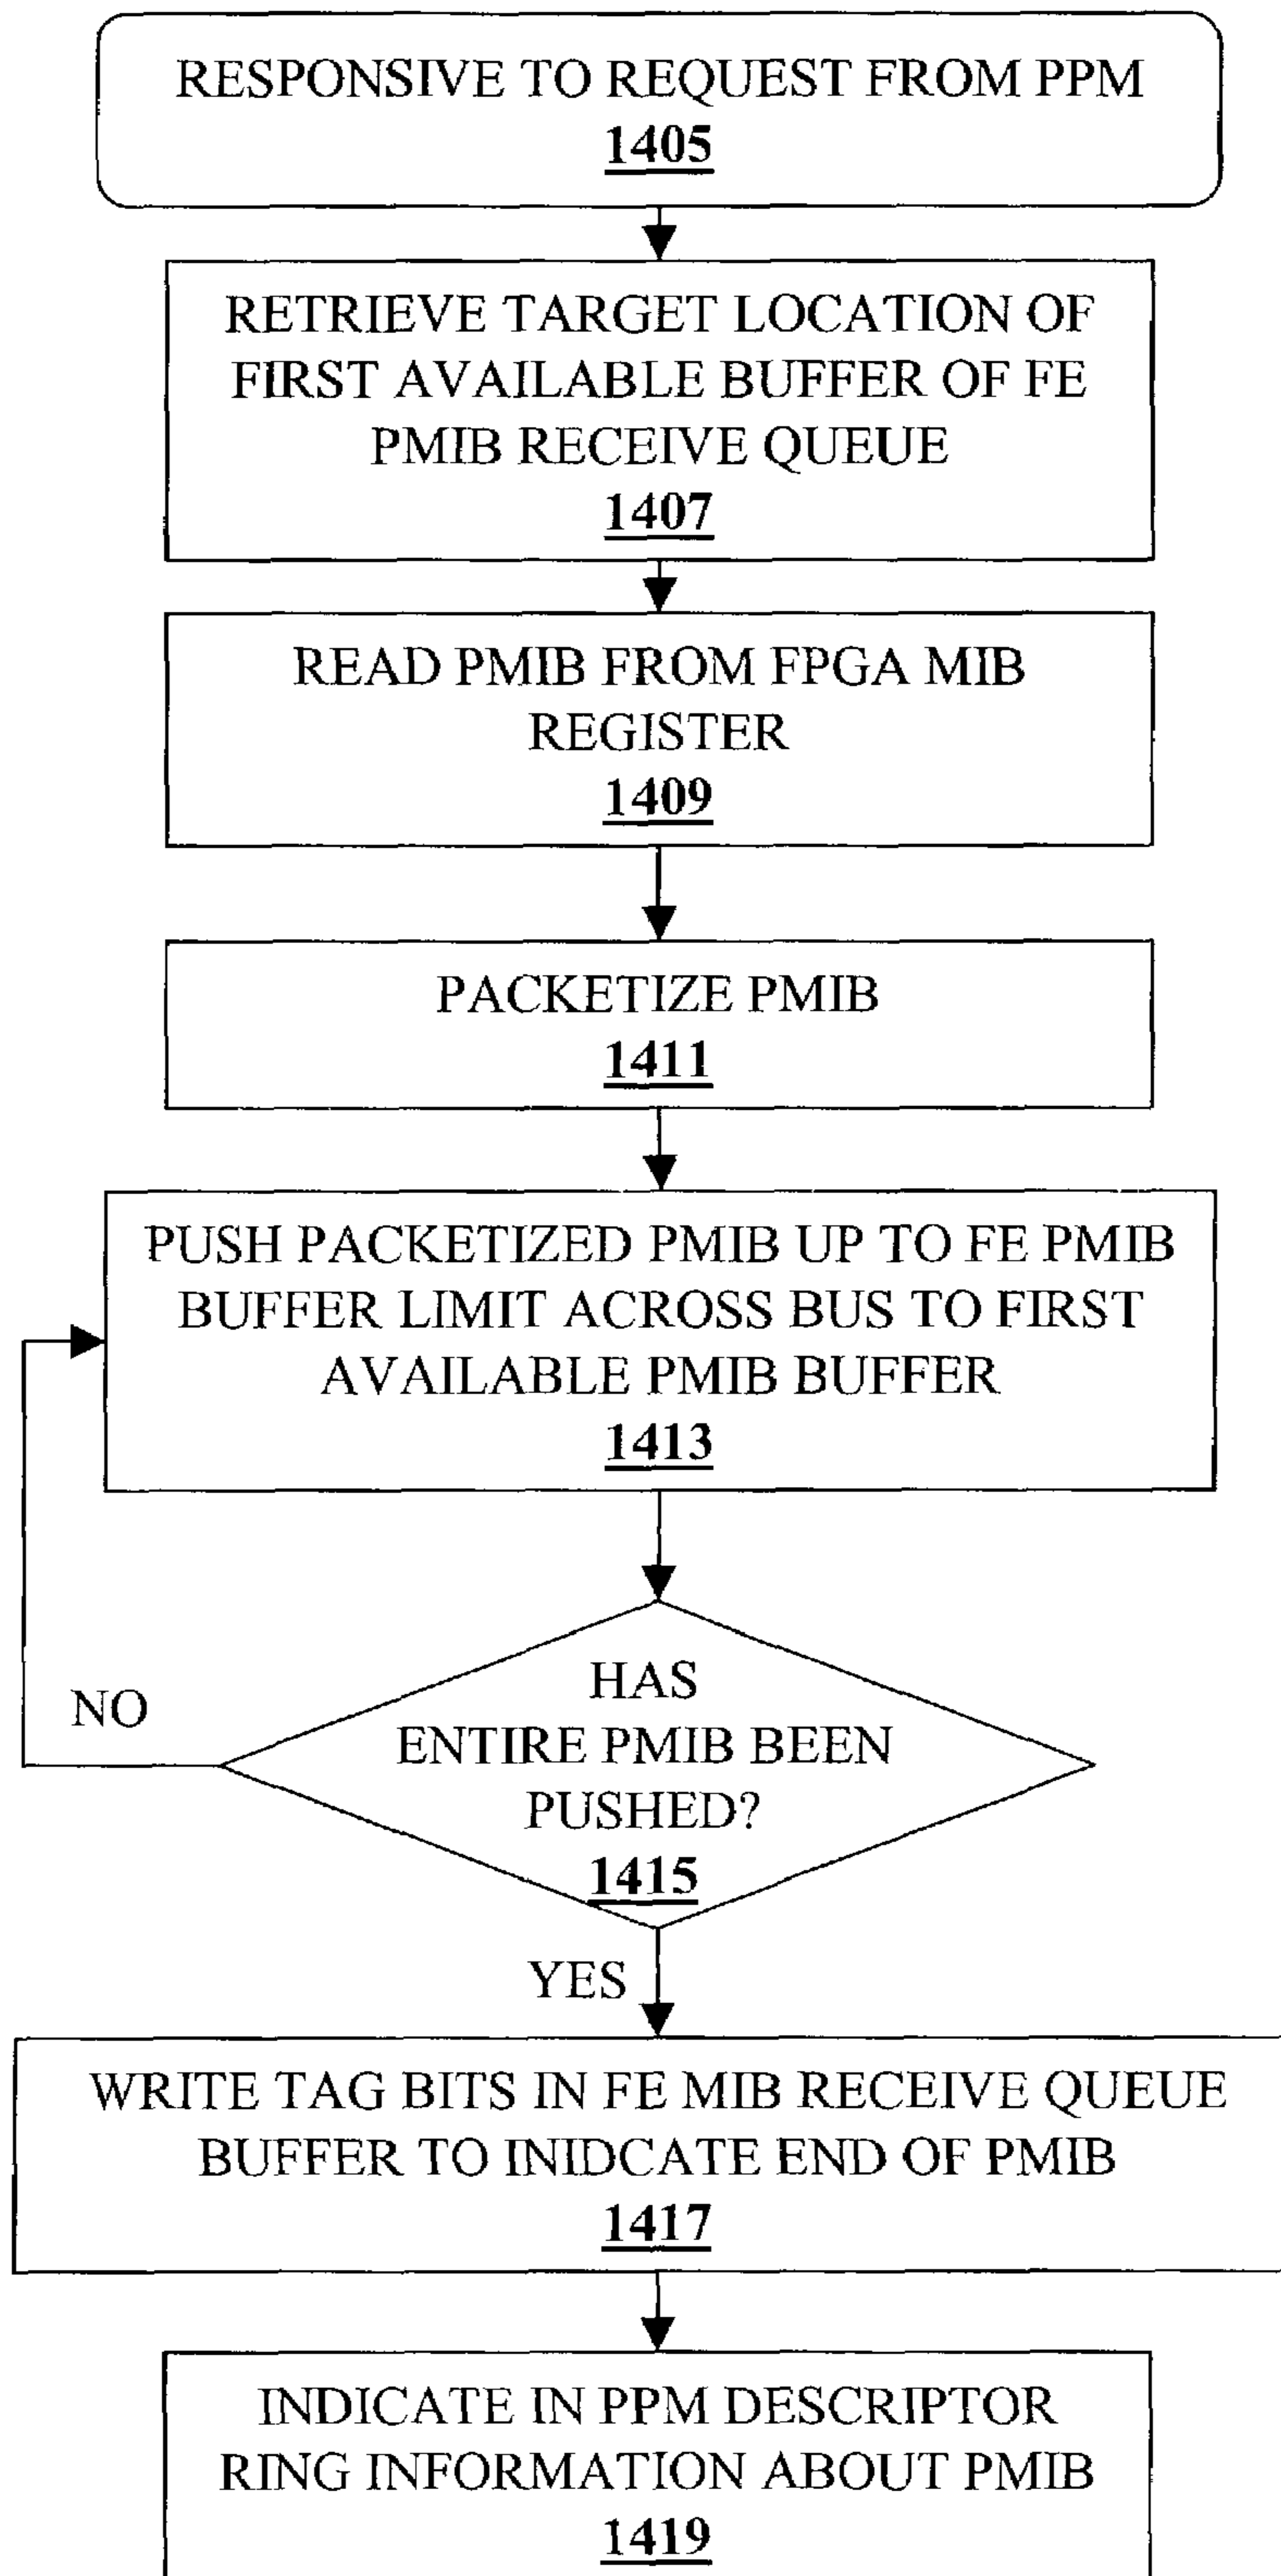 RESPONSIVE TO REQUEST FROM PPM
1405
RETRIEVE TARGET LOCATION OF
FIRST AVAILABLE BUFFER OF FE
PMIB RECEIVE QUEUE
1407
READ PMIB FROM FPGA MIB
REGISTER
1409
PACKETIZE PMIB
1411
PUSH PACKETIZED PMIB UP TO FE PMIB
BUFFER LIMIT ACROSS BUS TO FIRST
AVAILABLE PMIB BUFFER
1413
HAS
ENTIRE PMIB BEEN
PUSHED?
1415
NO
YES
WRITE TAG BITS IN FE MIB RECEIVE QUEUE
BUFFER TO INIDCATE END OF PMIB
1417
INDICATE IN PPM DESCRIPTOR
RING INFORMATION ABOUT PMIB
1419